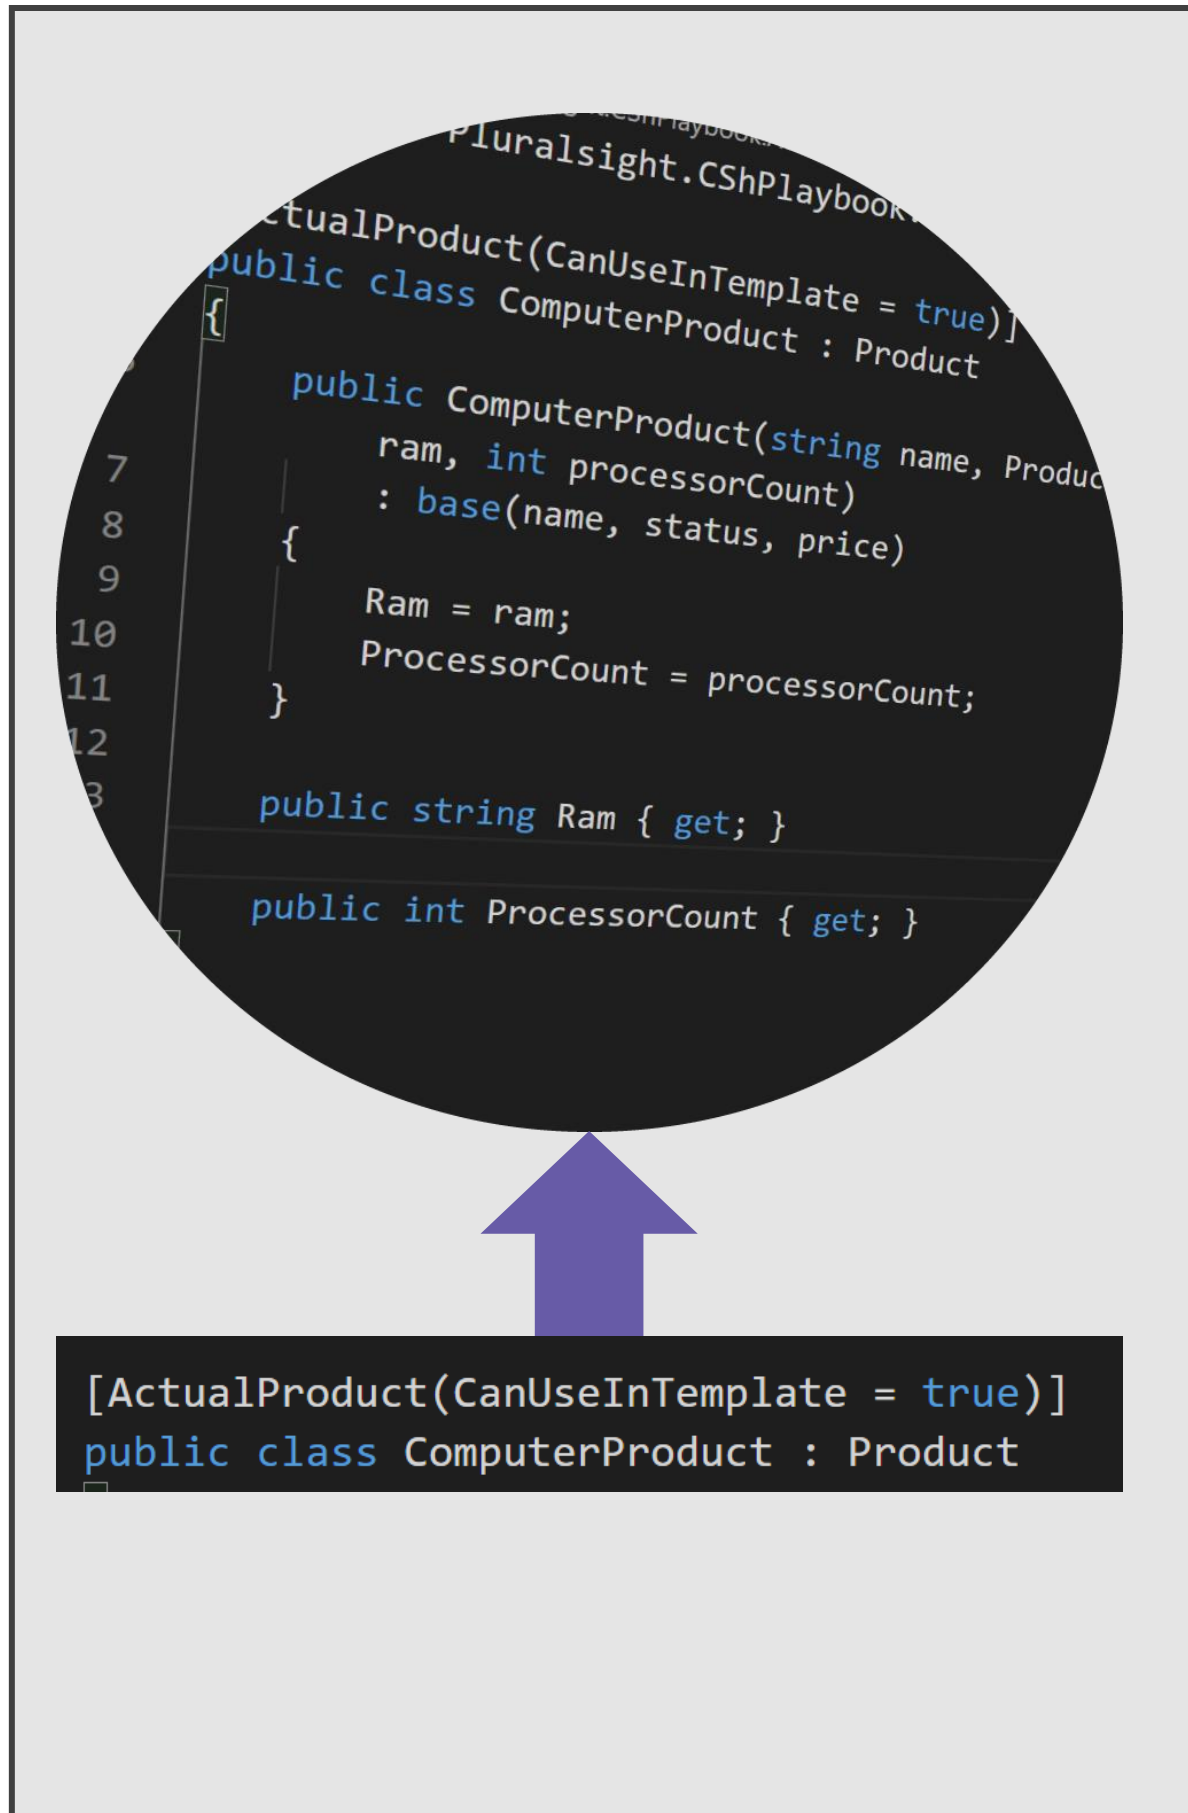 Pluralsight.CShPlaybook.
ctualProduct(CanUseInTemplate = true)]
public class ComputerProduct : Product
{
public ComputerProduct(string name, Produc
7 ram, int processorCount)
8 : base(name, status, price)
9 {
10 Ram = ram;
11 ProcessorCount = processorCount;
12 }
3
public string Ram { get; }
public int ProcessorCount { get; }
[ActualProduct(CanUseInTemplate = true)]
public class ComputerProduct : Product